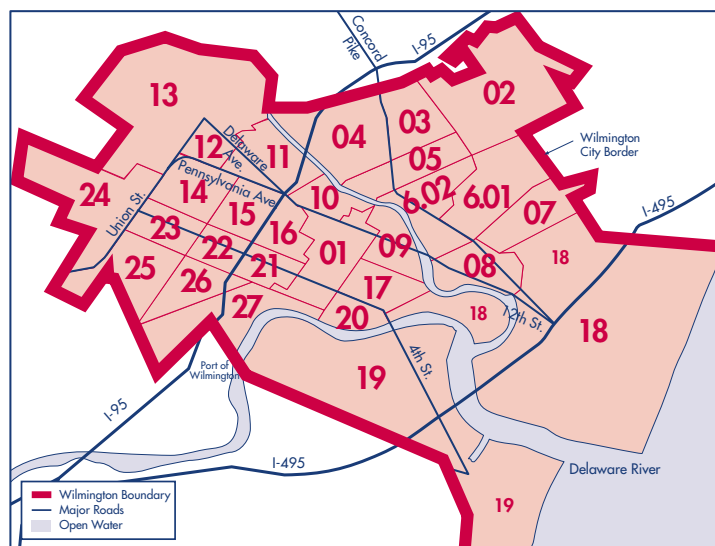 Concord
Pike
I-95
02
13
03
04
Delaware
Ave.
12
11
05
Wilmington
City Border
24
Pennsylvania Ave.
14
10
6.02
6.01
Union St.
15
07
I-495
23
16
22
01
09
18
25
21
08
26
17
27
20
18
12th St.
18
Port of
Wilmington
19
4th St.
I-95
I-495
Delaware River
19
Wilmington Boundary
Major Roads
Open Water